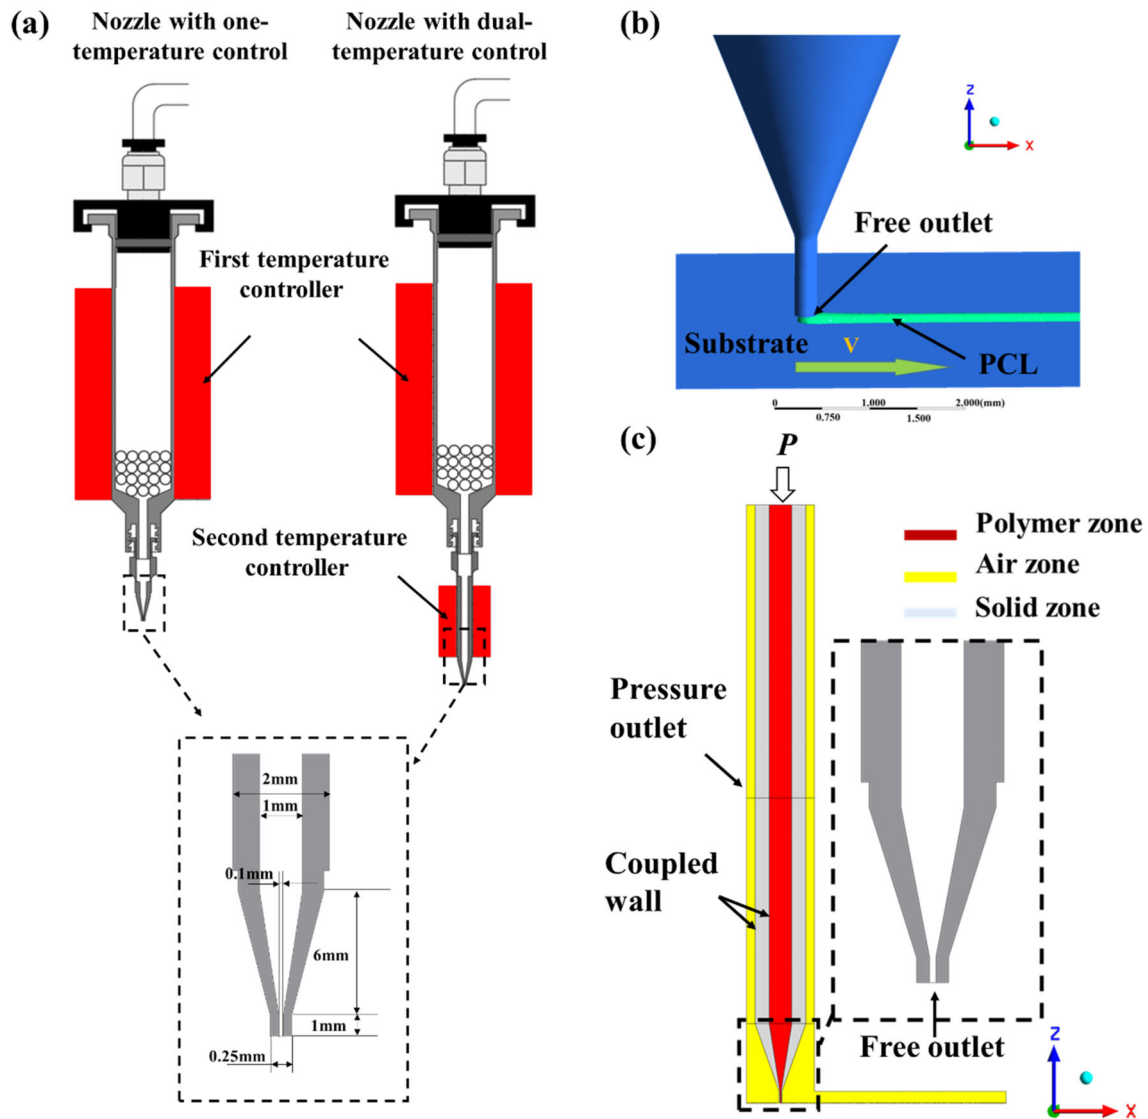 (a)
Nozzle with one-
temperature control
Nozzle with dual-
temperature control
First temperature
controller
Second temperature
controller
2mm
1mm
0.1mm
6mm
1mm
0.25mm
(b)
Z
X
Free outlet
Substrate
V
PCL
0
1.000
2.000(mm)
0.750
1.500
(c)
P
Polymer zone
Air zone
Solid zone
Pressure
outlet
Coupled
wall
Free outlet
Z
X